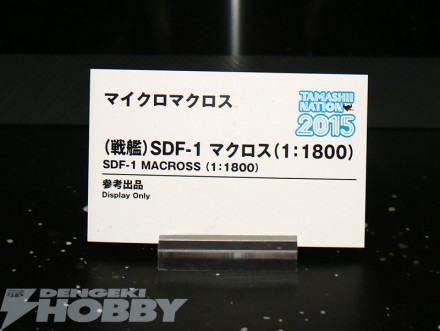 マイクロマクロス
TAMASHII
NATION
2015
(戦艦)SDF-1 マクロス(1:1800)
SDF-1 MACROSS (1:1800)
参考出品
Display Only
DENGEKI
HOBBY